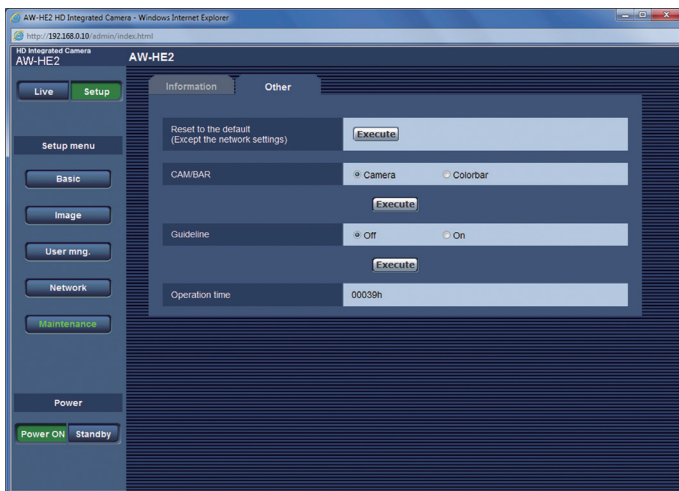 AW-HE2 HD Integrated Camera - Windows Internet Explorer
http://192.168.0.10/admin/index.html
HD Integrated Camera
AW-HE2
AW-HE2
Live
Setup
Setup menu
Basic
Image
User mng.
Network
Maintenance
Power
Power ON
Standby
Information
Other
Reset to the default
(Except the network settings)
Execute
CAM/BAR
Camera
Colorbar
Execute
Guideline
Off
On
Execute
Operation time
00039h